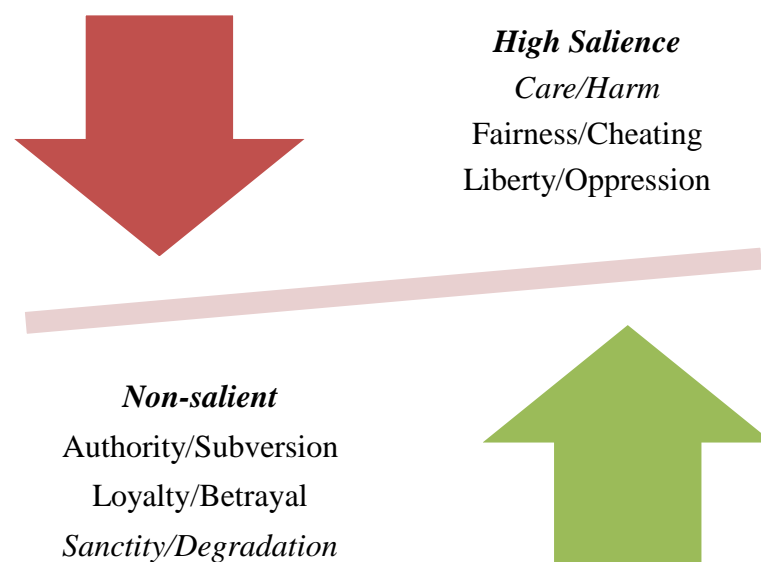 High Salience
Care/Harm
Fairness/Cheating
Liberty/Oppression
Non-salient
Authority/Subversion
Loyalty/Betrayal
Sanctity/Degradation